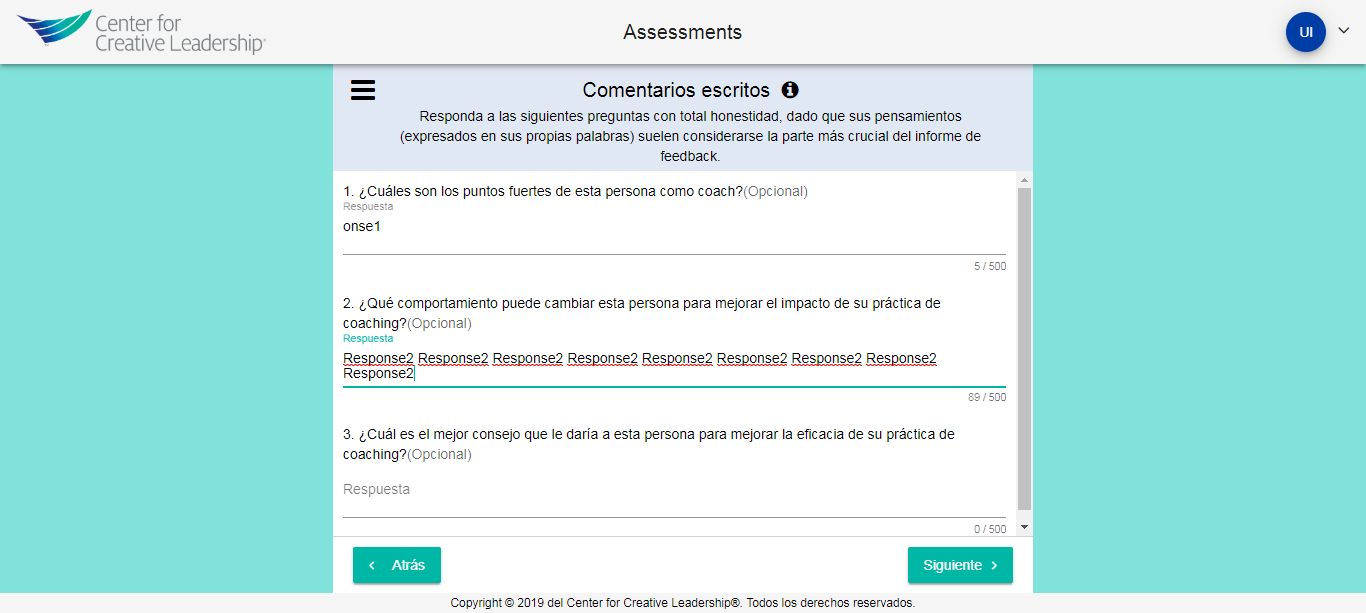 Center for
Creative Leadership®
Assessments
UI
Comentarios escritos
Responda a las siguientes preguntas con total honestidad, dado que sus pensamientos
(expresados en sus propias palabras) suelen considerarse la parte más crucial del informe de
feedback.
1. ¿Cuáles son los puntos fuertes de esta persona como coach?(Opcional)
Respuesta
onse1
5 / 500
2. ¿Qué comportamiento puede cambiar esta persona para mejorar el impacto de su práctica de
coaching?(Opcional)
Respuesta
Response2 Response2 Response2 Response2 Response2 Response2 Response2 Response2
Response2
89 / 500
3. ¿Cuál es el mejor consejo que le daría a esta persona para mejorar la eficacia de su práctica de
coaching?(Opcional)
Respuesta
0 / 500
Atrás
Siguiente
Copyright © 2019 del Center for Creative Leadership®. Todos los derechos reservados.